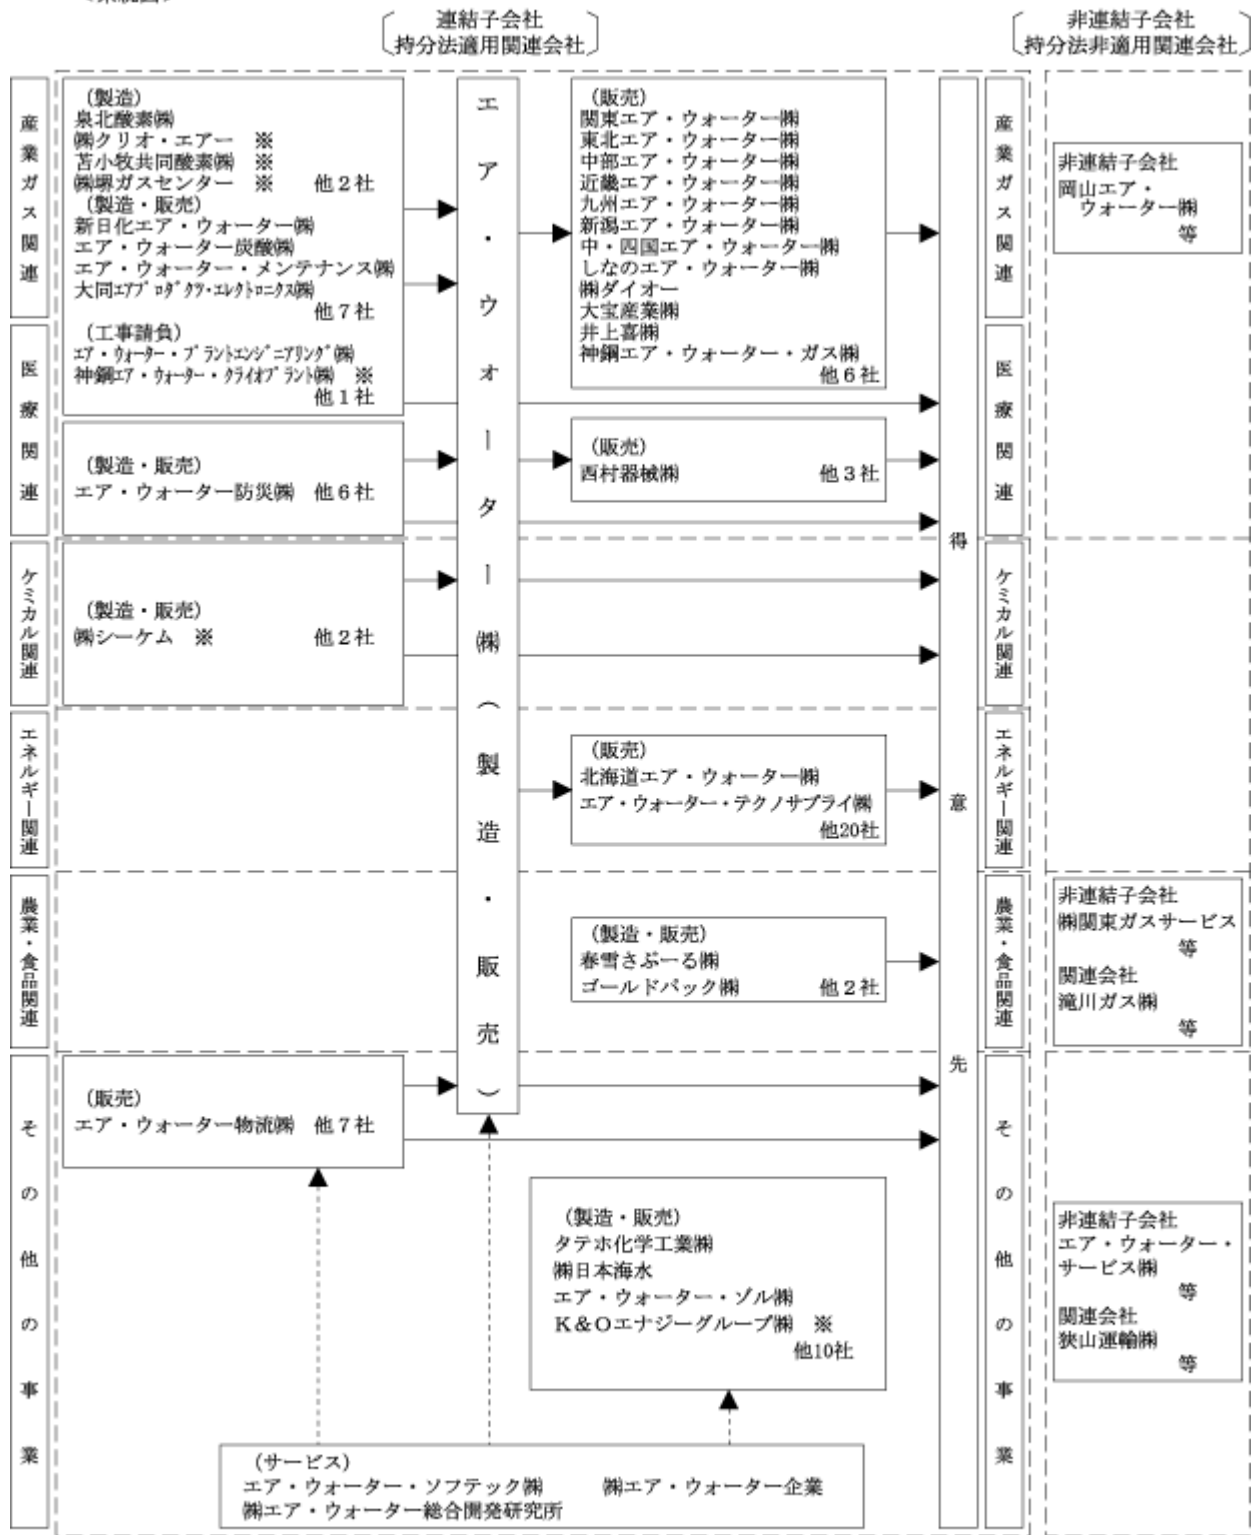 連結子会社
持分法適用関連会社
非連結子会社
持分法非適用関連会社
産業ガス関連
(製造)
泉北酸素㈱
㈱クリオ・エアー ※
苫小牧共同酸素㈱ ※
㈱堺ガスセンター ※ 他2社
(製造・販売)
新日化エア・ウォーター㈱
エア・ウォーター炭酸㈱
エア・ウォーター・メンテナンス㈱
大同エアプロダクツ・エレクトロニクス㈱
他7社
(工事請負)
エア・ウォーター・プラントエンジニアリング㈱
神鋼エア・ウォーター・クライオプラント㈱ ※
他1社
エア・ウォーター㈱(製造・販売)
(販売)
関東エア・ウォーター㈱
東北エア・ウォーター㈱
中部エア・ウォーター㈱
近畿エア・ウォーター㈱
九州エア・ウォーター㈱
新潟エア・ウォーター㈱
中・四国エア・ウォーター㈱
しなのエア・ウォーター㈱
㈱ダイオー
大宝産業㈱
井上喜㈱
神鋼エア・ウォーター・ガス㈱
他6社
得意先
産業ガス関連
非連結子会社
岡山エア・
ウォーター㈱
等
医療関連
(製造・販売)
エア・ウォーター防災㈱ 他6社
(販売)
西村器械㈱ 他3社
医療関連
ケミカル関連
(製造・販売)
㈱シーケム ※ 他2社
ケミカル関連
エネルギー関連
(販売)
北海道エア・ウォーター㈱
エア・ウォーター・テクノサプライ㈱
他20社
エネルギー関連
農業・食品関連
(製造・販売)
春雪さぶーる㈱
ゴールドパック㈱ 他2社
農業・食品関連
非連結子会社
㈱関東ガスサービス
等
関連会社
滝川ガス㈱
等
その他の事業
(販売)
エア・ウォーター物流㈱ 他7社
(製造・販売)
タテホ化学工業㈱
㈱日本海水
エア・ウォーター・ゾル㈱
K&Oエナジーグループ㈱ ※
他10社
その他の事業
非連結子会社
エア・ウォーター・
サービス㈱
等
関連会社
狭山運輸㈱
等
(サービス)
エア・ウォーター・ソフテック㈱ ㈱エア・ウォーター企業
㈱エア・ウォーター総合開発研究所